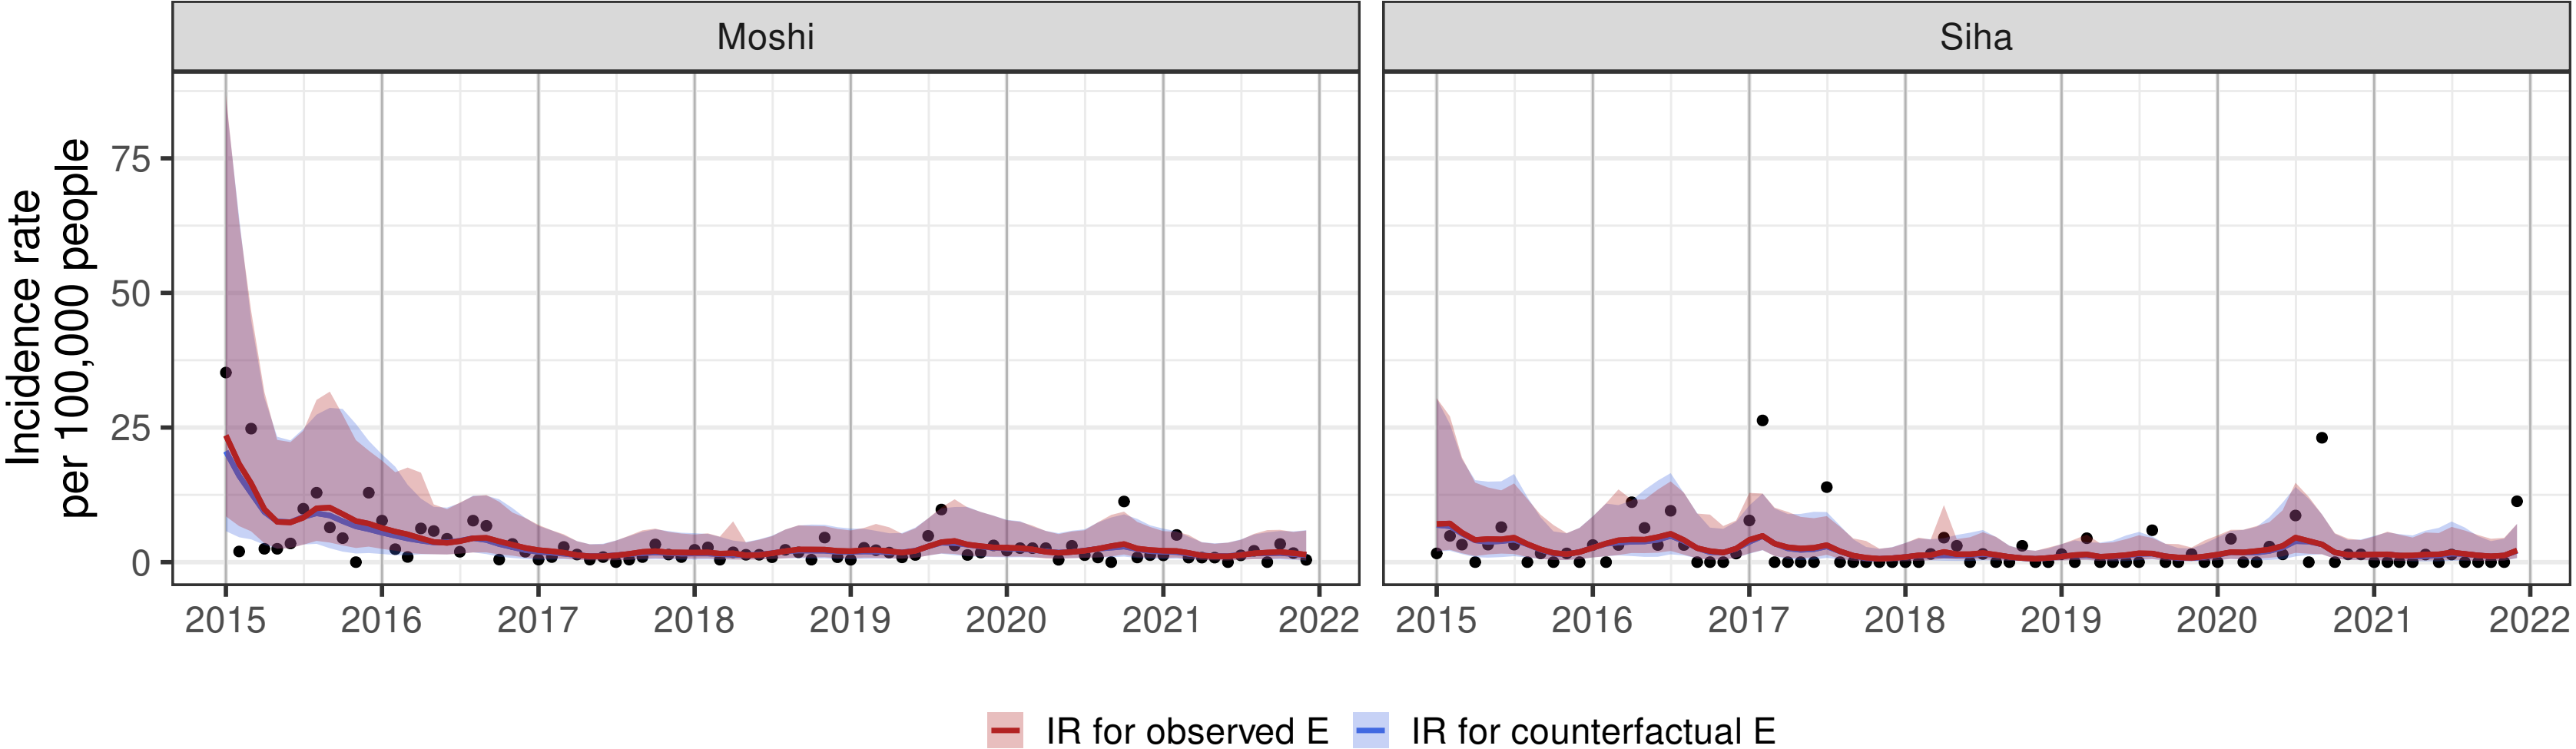 Moshi
Siha
Incidence rate
per 100,000 people
75
50
25
0
2015 2016 2017 2018 2019 2020 2021 2022
2015 2016 2017 2018 2019 2020 2021 2022
IR for observed E
IR for counterfactual E